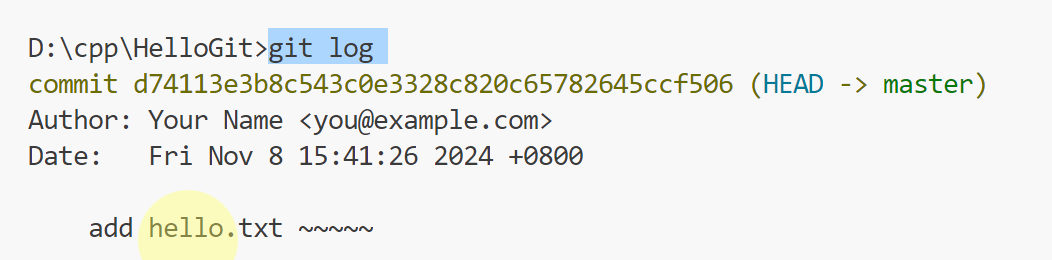 D:\cpp\HelloGit>git log
commit d74113e3b8c543c0e3328c820c65782645ccf506 (HEAD -> master)
Author: Your Name <you@example.com>
Date:   Fri Nov 8 15:41:26 2024 +0800
    add hello.txt ~~~~~